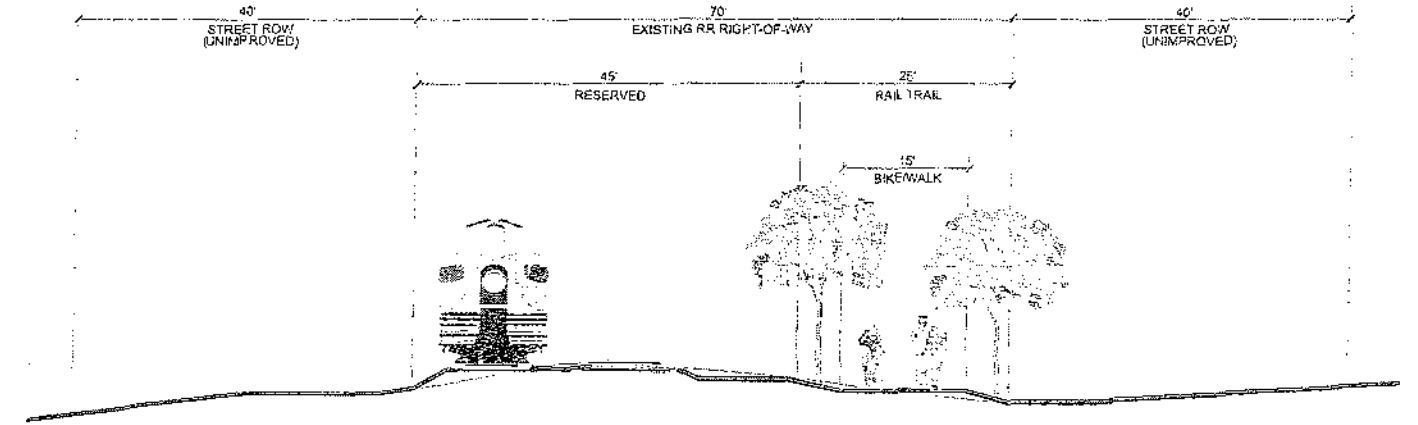 40'
STREET ROW
(UNIMPROVED)
70'
EXISTING RR RIGHT-OF-WAY
40'
STREET ROW
(UNIMPROVED)
45'
RESERVED
25'
RAIL TRAIL
15'
BIKE/WALK